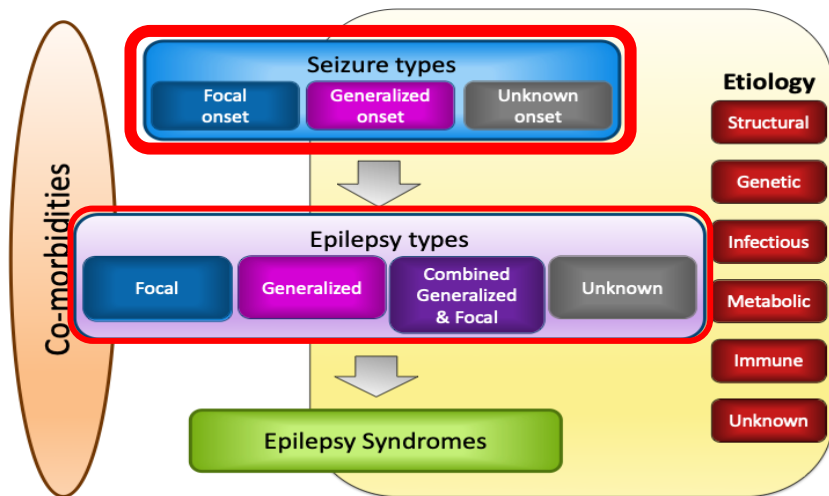 Co-morbidities
Seizure types
Focal
onset
Generalized
onset
Unknown
onset
Epilepsy types
Focal
Generalized
Combined
Generalized
& Focal
Unknown
Epilepsy Syndromes
Etiology
Structural
Genetic
Infectious
Metabolic
Immune
Unknown